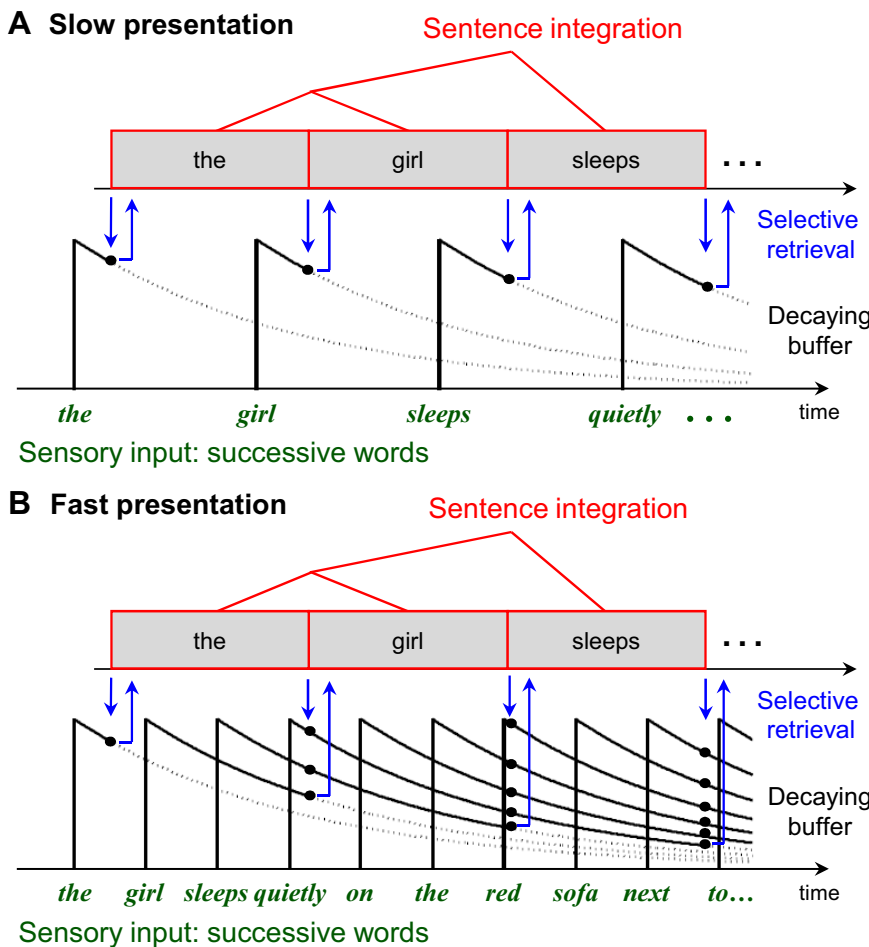 A Slow presentation
Sentence integration
the girl sleeps ...
Selective
retrieval
Decaying
buffer
the girl sleeps quietly ... time
Sensory input: successive words
B Fast presentation
Sentence integration
the girl sleeps ...
Selective
retrieval
Decaying
buffer
time
the girl sleeps quietly on the red sofa next to...
Sensory input: successive words